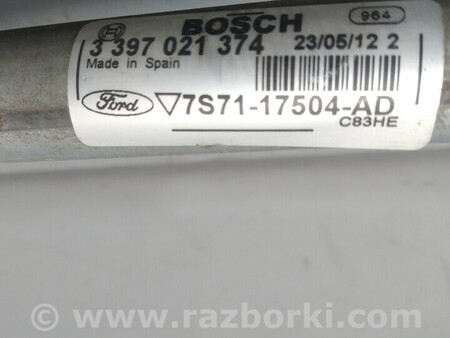 BOSCH
964
3 397 021 374 23/05/12 2
Made in Spain
Ford 7S71-17504-AD
C83HE
www.razborki.com